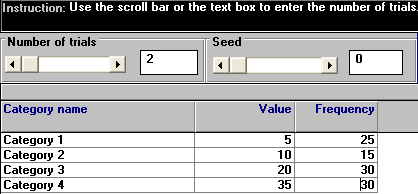 Instruction: Use the scroll bar or the text box to enter the number of trials.
Number of trials Seed
2 0
Category name Value Frequency
Category 1 5 25
Category 2 10 15
Category 3 20 30
Category 4 35 30